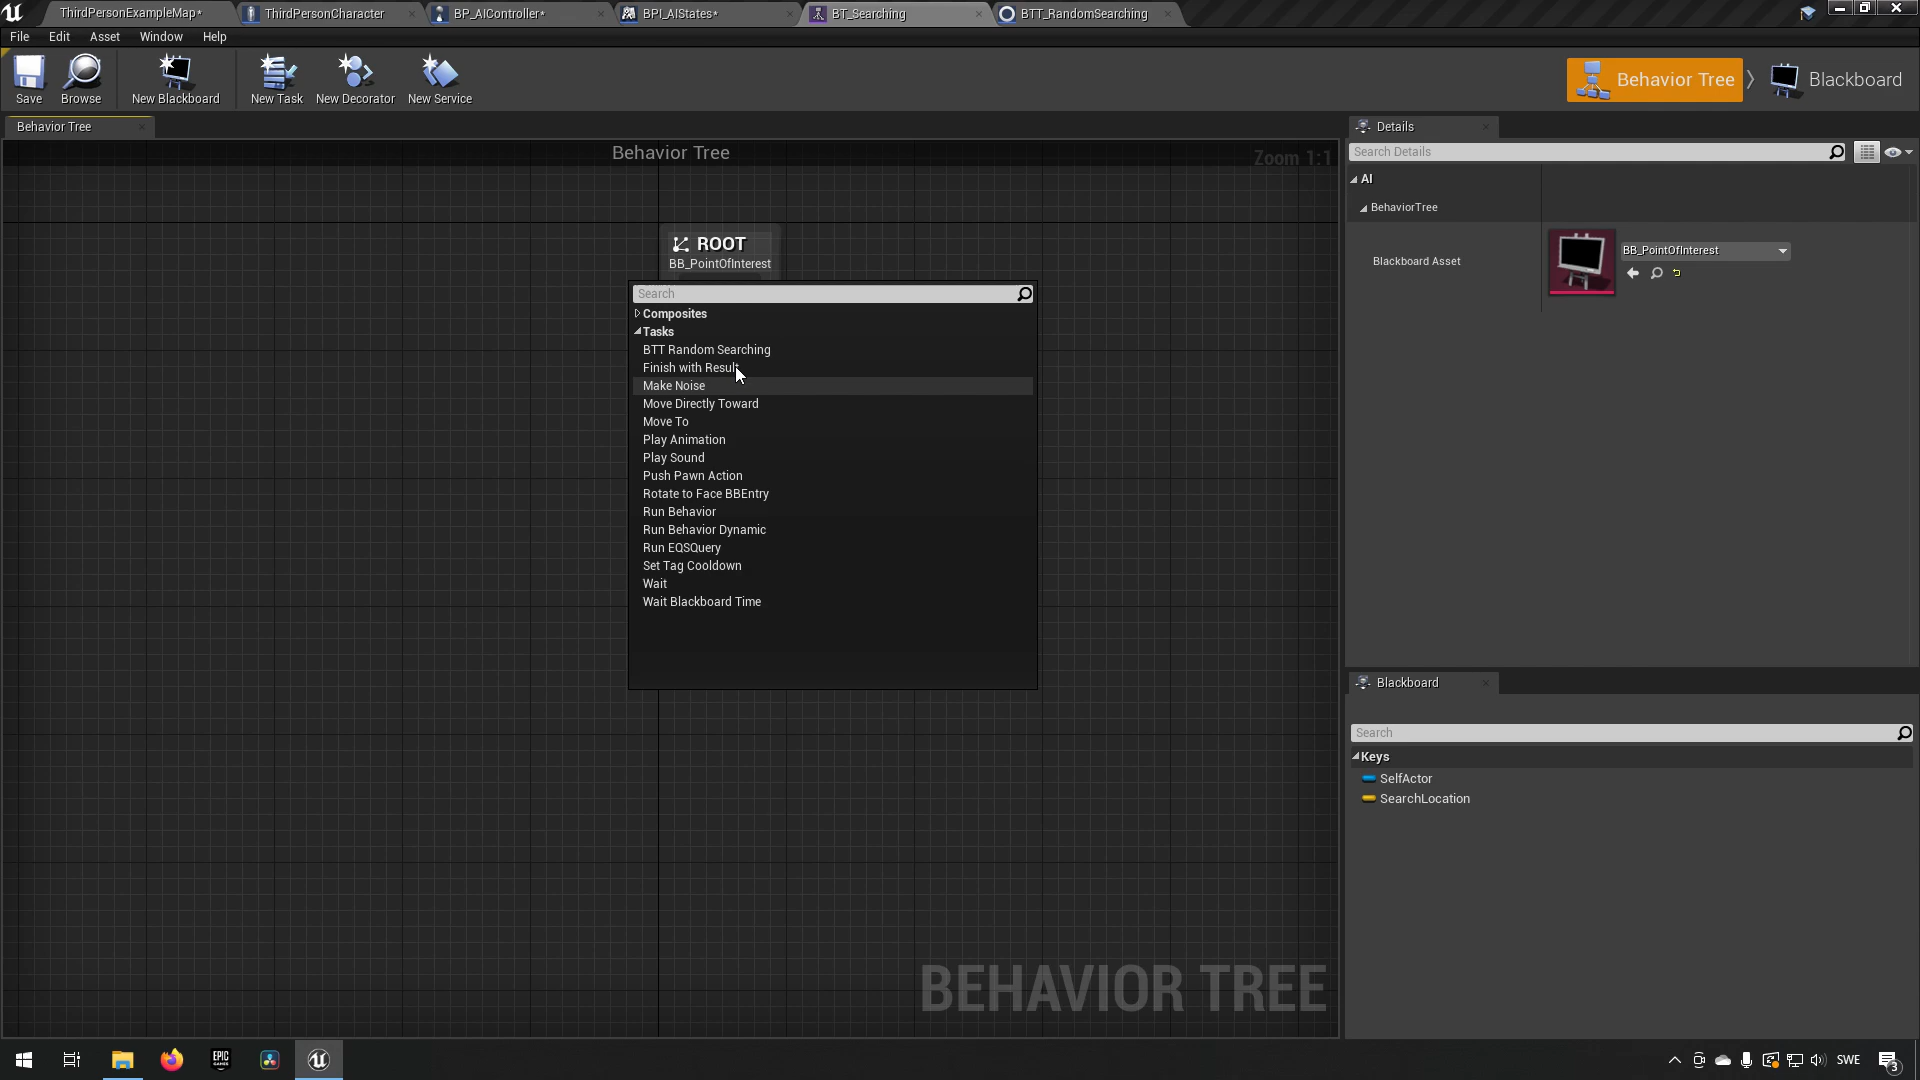 ThirdPersonExampleMap*
ThirdPersonCharacter
BP_AIController*
BPI_AIStates*
BT_Searching
BTT_RandomSearching
File Edit Asset Window Help
Save
Browse
New Blackboard
New Task
New Decorator
New Service
Behavior Tree
Blackboard
Behavior Tree
Behavior Tree
Zoom 1:1
ROOT
BB_PointOfInterest
Search
Composites
Tasks
BTT Random Searching
Finish with Result
Make Noise
Move Directly Toward
Move To
Play Animation
Play Sound
Push Pawn Action
Rotate to Face BBEntry
Run Behavior
Run Behavior Dynamic
Run EQSQuery
Set Tag Cooldown
Wait
Wait Blackboard Time
BEHAVIOR TREE
Details
Search Details
AI
BehaviorTree
Blackboard Asset
BB_PointOfInterest
Blackboard
Search
Keys
SelfActor
SearchLocation
EPIC
GAMES
SWE
3